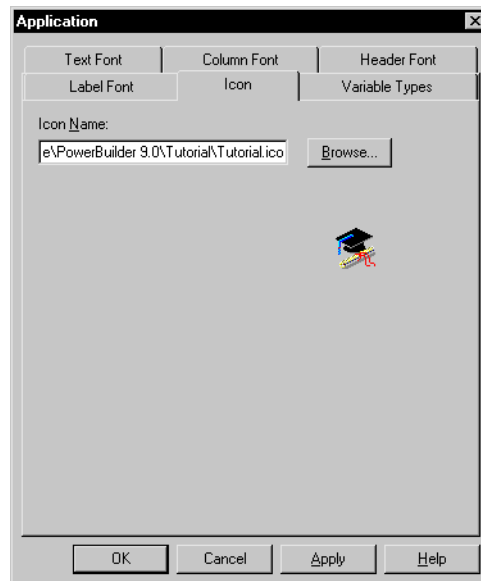 Application
Text Font Column Font Header Font
Label Font Icon Variable Types
Icon Name:
e\PowerBuilder 9.0\Tutorial\Tutorial.ico Browse...
OK Cancel Apply Help